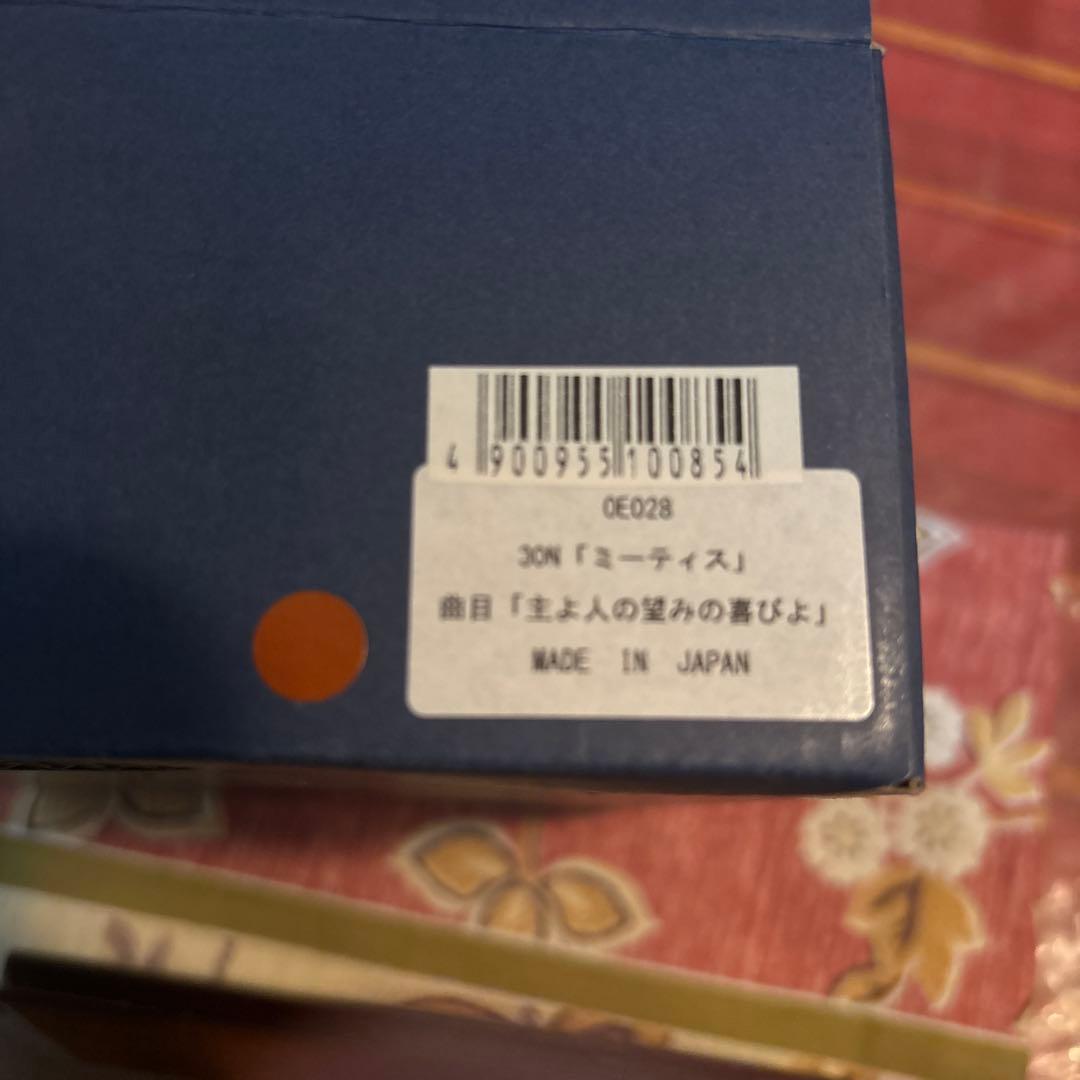 4 900955 100854
OE028
30N「ミーティス」
曲目「主よ人の望みの喜びよ」
MADE IN JAPAN